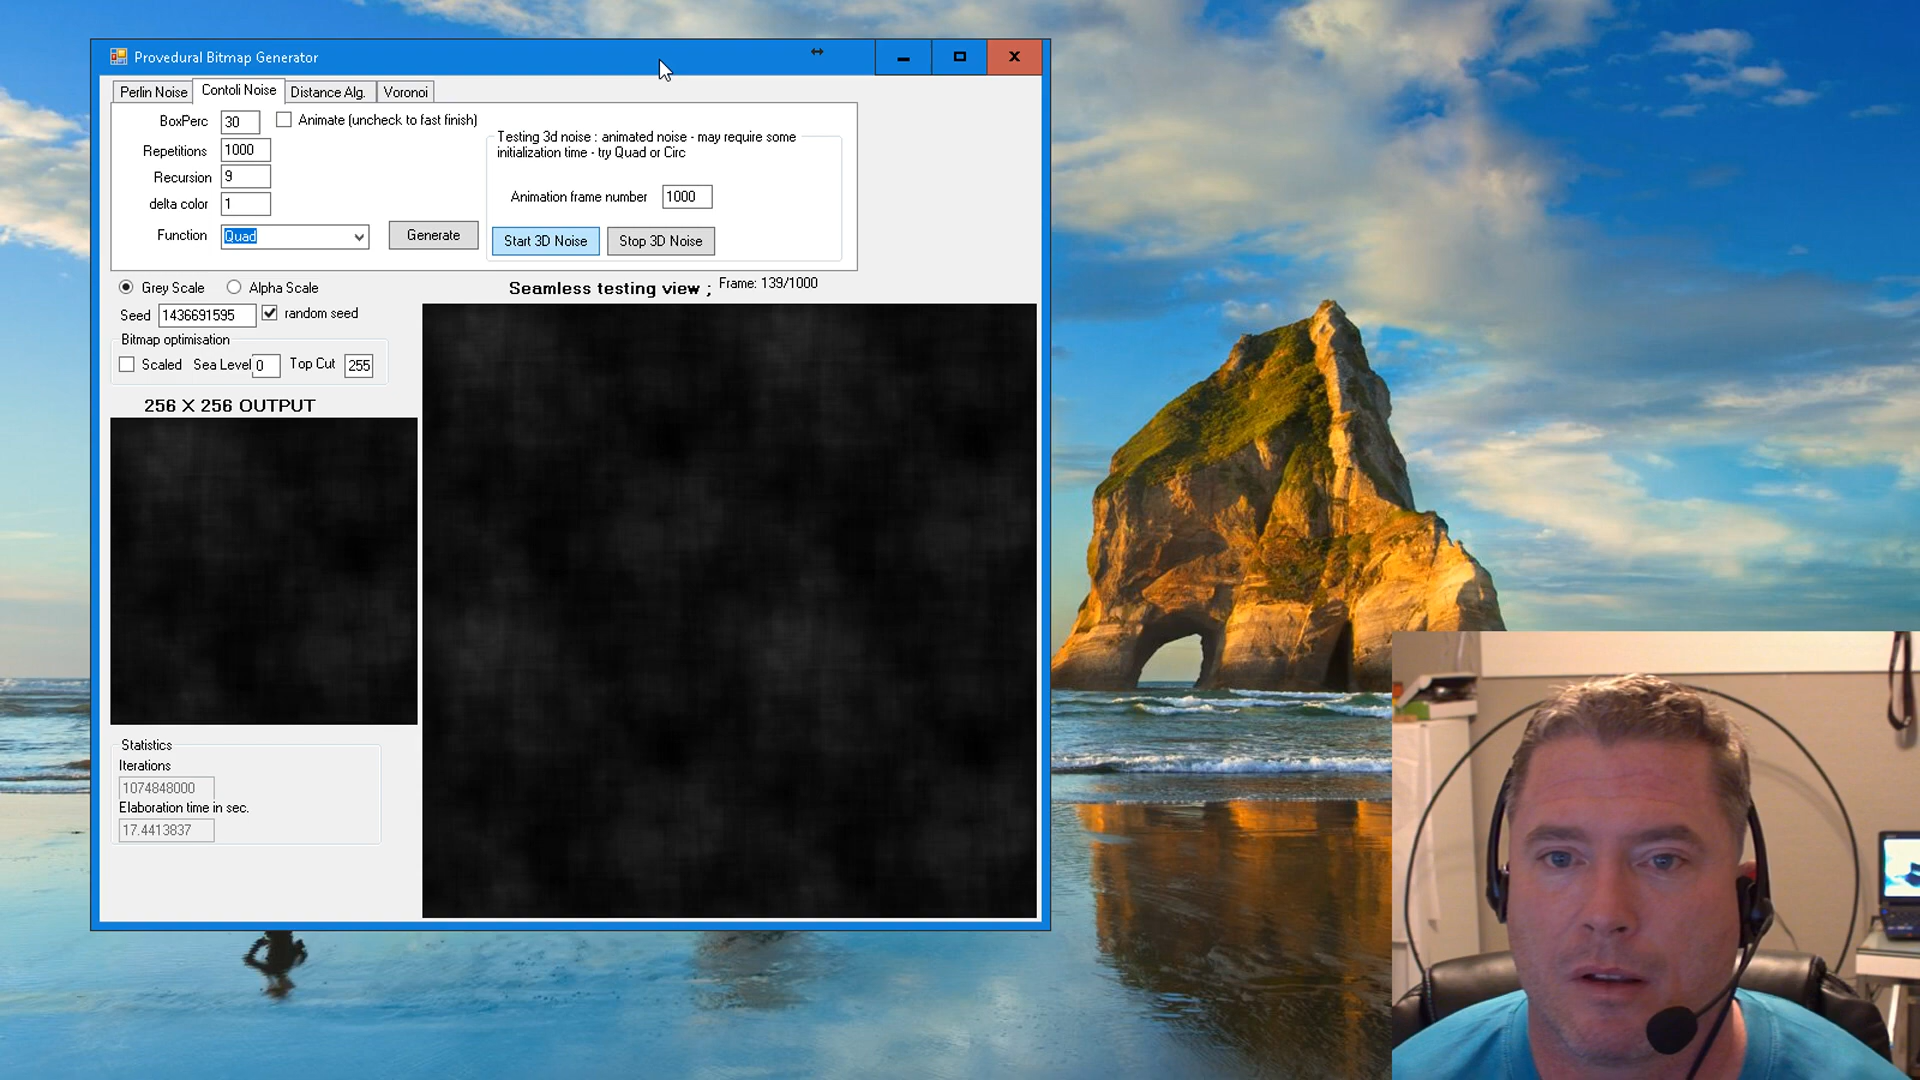 Provedural Bitmap Generator
Perlin Noise
Contoli Noise
Distance Alg.
Voronoi
BoxPerc 30
Animate (uncheck to fast finish)
Repetitions 1000
Recursion 9
delta color 1
Function Quad
Generate
Testing 3d noise : animated noise - may require some
initialization time - try Quad or Circ
Animation frame number 1000
Start 3D Noise
Stop 3D Noise
Grey Scale
Alpha Scale
Seed 1436691595
random seed
Bitmap optimisation
Scaled Sea Level 0 Top Cut 255
256 X 256 OUTPUT
Seamless testing view ; Frame: 139/1000
Statistics
Iterations
1074848000
Elaboration time in sec.
17.4413837